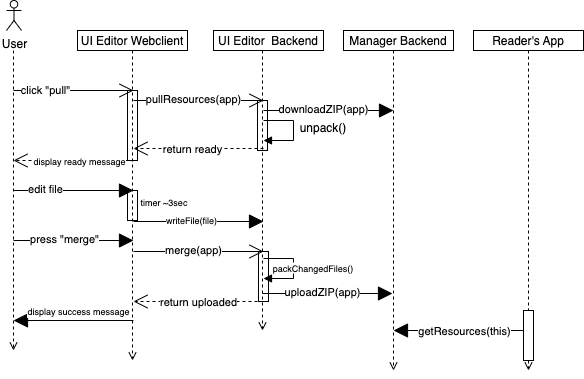 User
UI Editor Webclient
UI Editor  Backend
Manager Backend
Reader's App
click "pull"
pullResources(app)
downloadZIP(app)
unpack()
return ready
display ready message
edit file
timer ~3sec
writeFile(file)
press "merge"
merge(app)
packChangedFiles()
uploadZIP(app)
return uploaded
display success message
getResources(this)